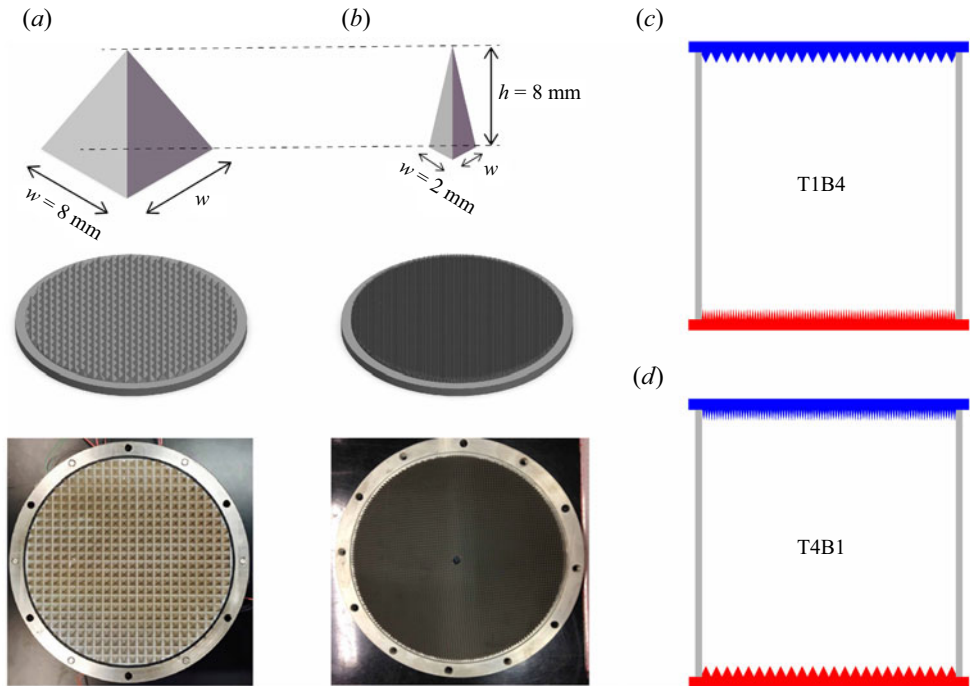 (a)
(b)
(c)
h = 8 mm
w
w = 2 mm
w
w = 8 mm
T1B4
(d)
T4B1